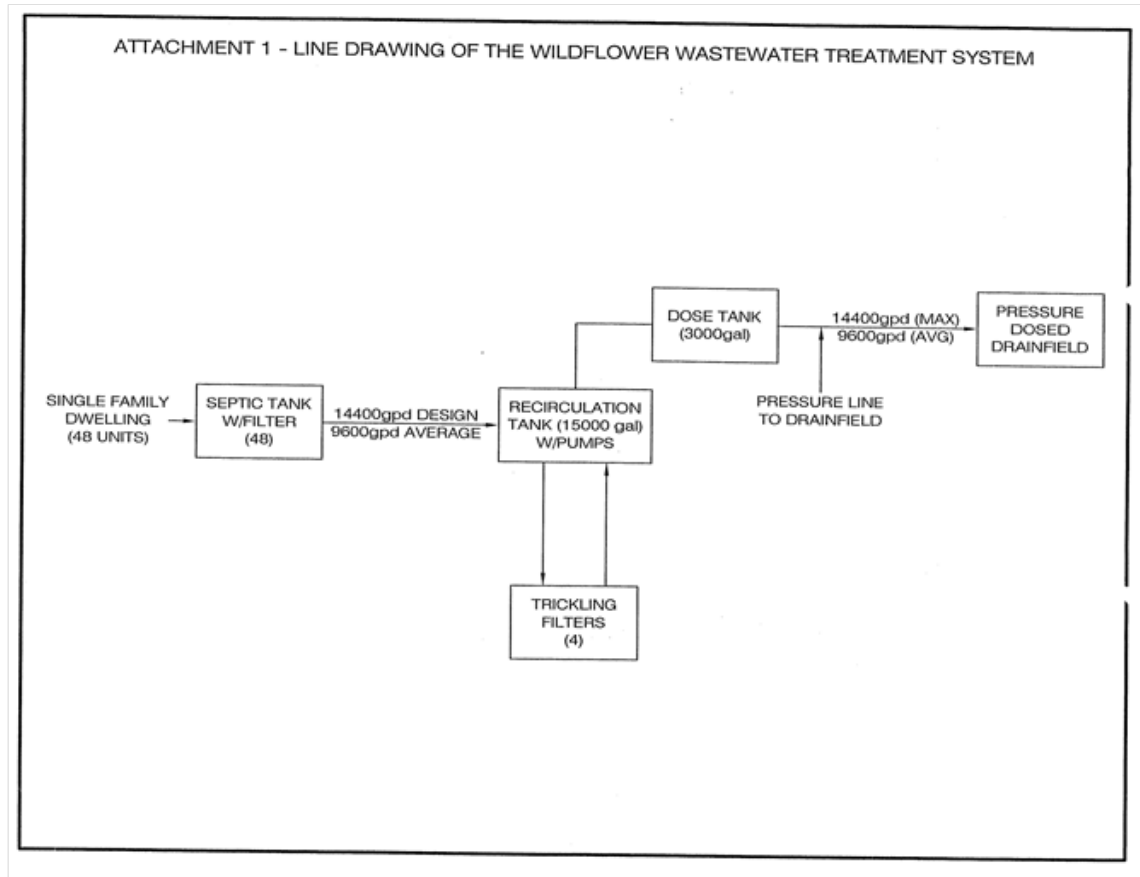 ATTACHMENT 1 - LINE DRAWING OF THE WILDFLOWER WASTEWATER TREATMENT SYSTEM
SINGLE FAMILY
DWELLING
(48 UNITS)
SEPTIC TANK
W/FILTER
(48)
14400gpd DESIGN
9600gpd AVERAGE
RECIRCULATION
TANK (15000 gal)
W/PUMPS
TRICKLING
FILTERS
(4)
DOSE TANK
(3000gal)
14400gpd (MAX)
9600gpd (AVG)
PRESSURE LINE
TO DRAINFIELD
PRESSURE
DOSED
DRAINFIELD